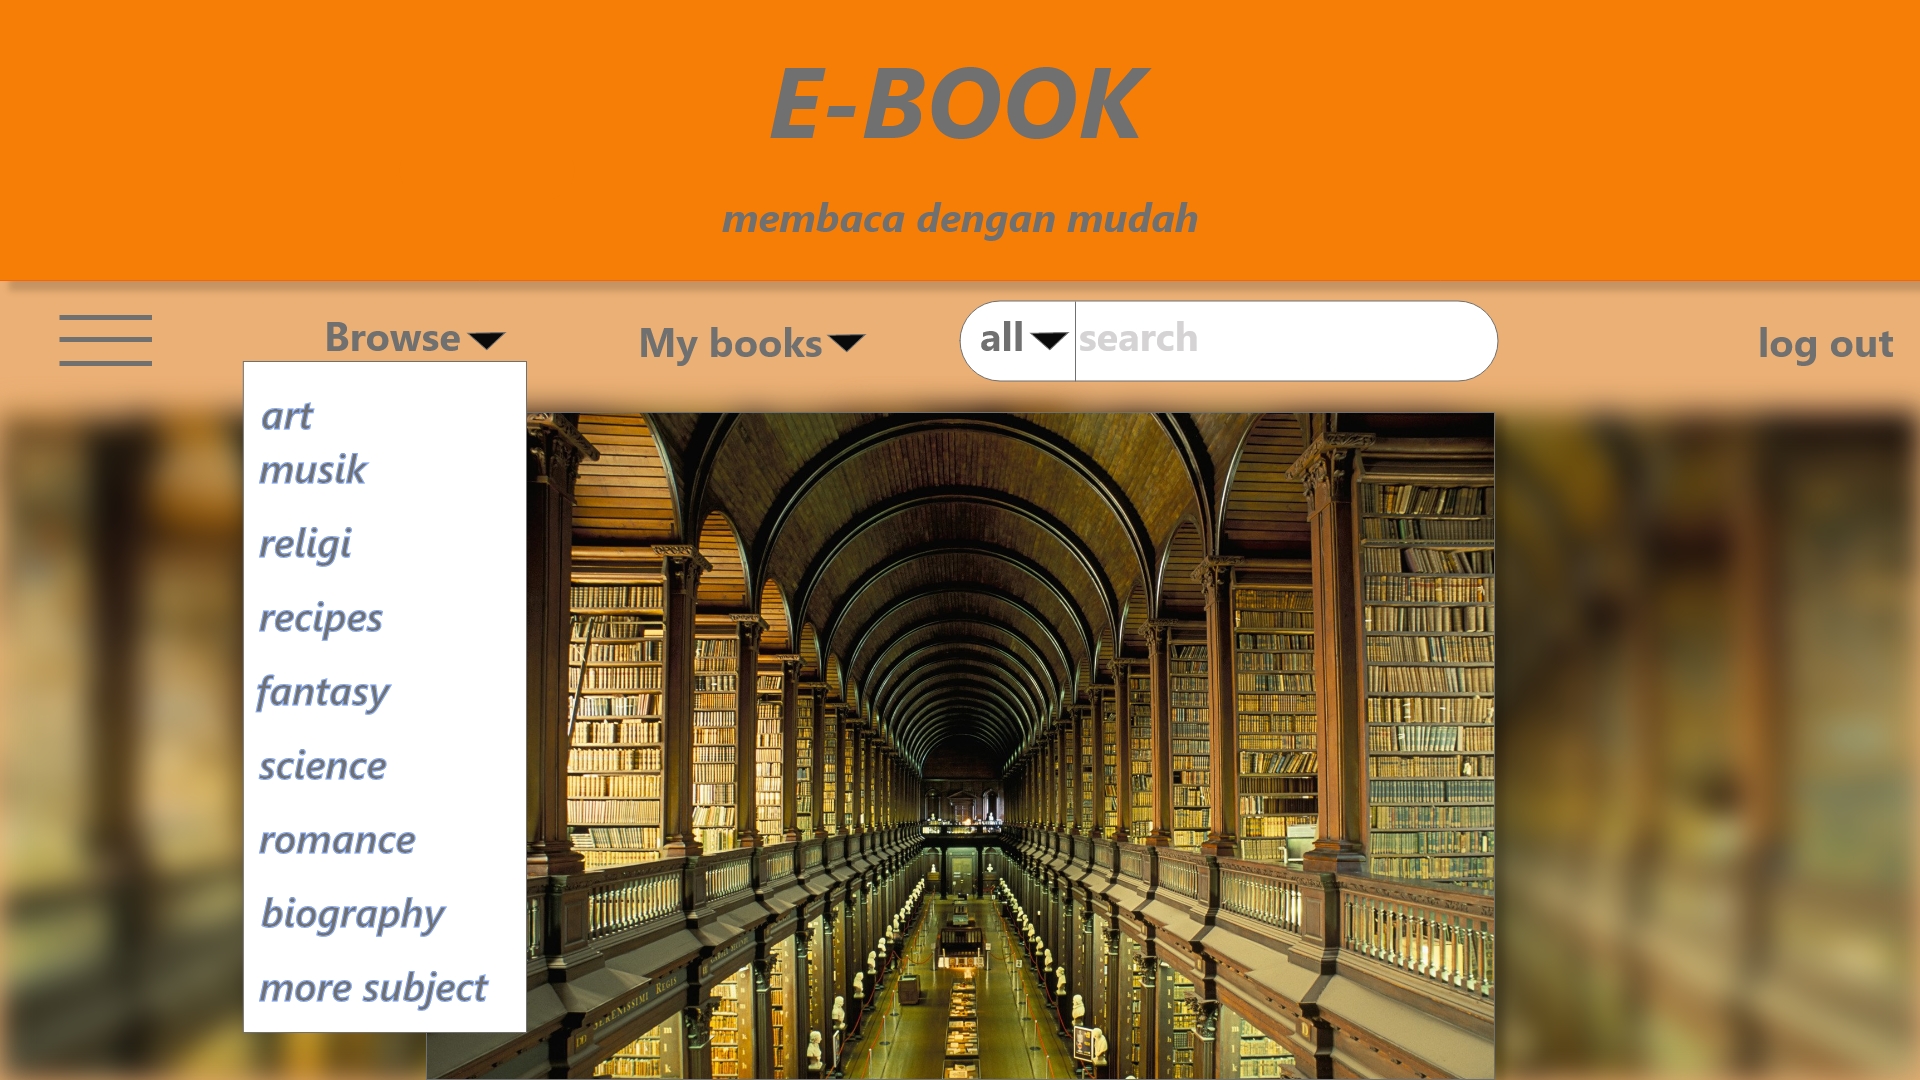 E-BOOK
membaca dengan mudah
Browse
My books
all
search
log out
art
musik
religi
recipes
fantasy
science
romance
biography
more subject